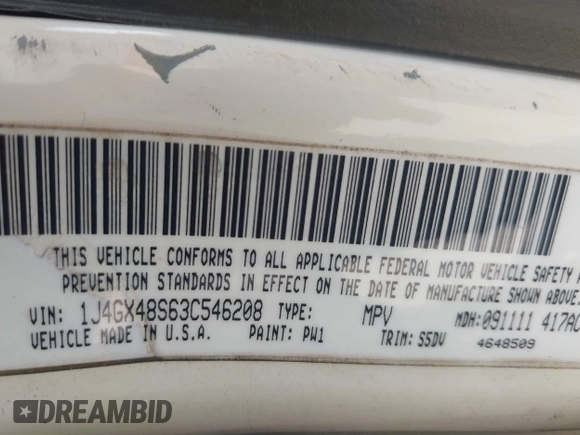 THIS VEHICLE CONFORMS TO ALL APPLICABLE FEDERAL MOTOR VEHICLE SAFETY
PREVENTION STANDARDS IN EFFECT ON THE DATE OF MANUFACTURE SHOWN ABOVE
VIN: 1J4GX48S63C546208 TYPE: MPV MDH:091111 417AC
VEHICLE MADE IN U.S.A. PAINT: PW1 TRIM: S5DV 4648509
DREAMBID